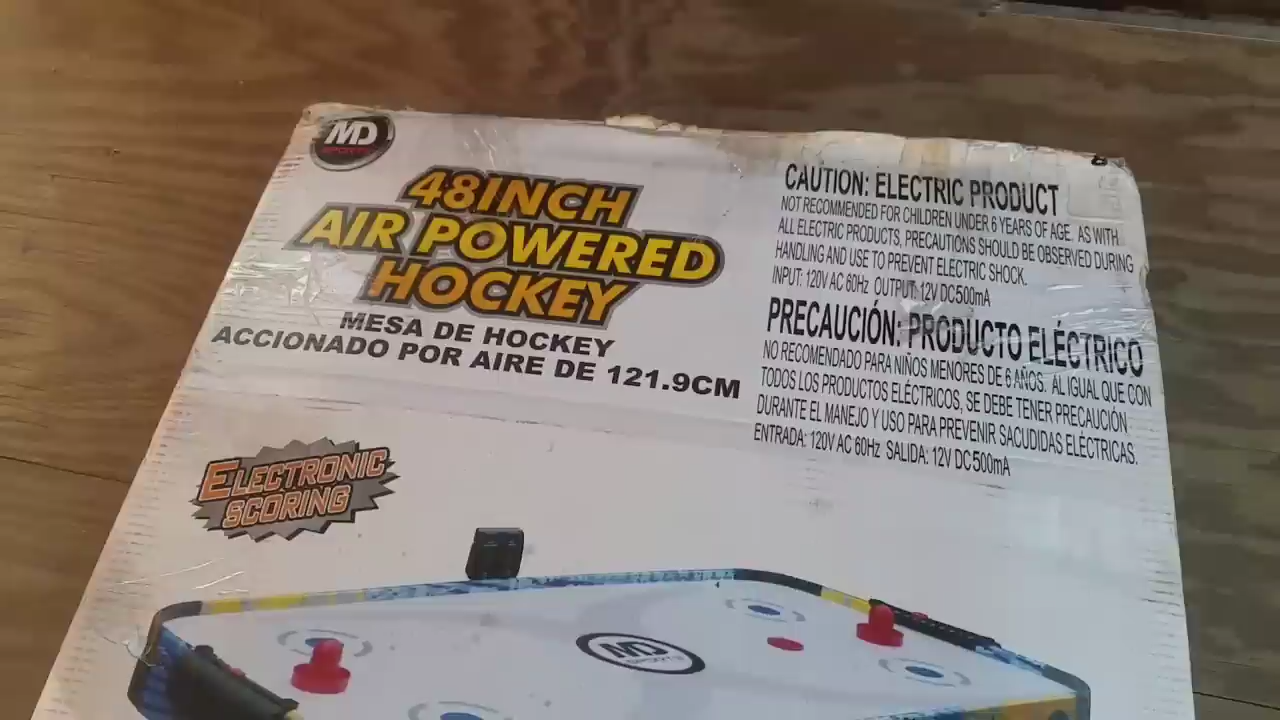 MD
SPORTS
48INCH
AIR POWERED
HOCKEY
MESA DE HOCKEY
ACCIONADO POR AIRE DE 121.9CM
CAUTION: ELECTRIC PRODUCT
NOT RECOMMENDED FOR CHILDREN UNDER 6 YEARS OF AGE. AS WITH
ALL ELECTRIC PRODUCTS, PRECAUTIONS SHOULD BE OBSERVED DURING
HANDLING AND USE TO PREVENT ELECTRIC SHOCK.
INPUT: 120V AC 60Hz OUTPUT: 12V DC500mA
PRECAUCIÓN: PRODUCTO ELÉCTRICO
NO RECOMENDADO PARA NIÑOS MENORES DE 6 AÑOS. AL IGUAL QUE CON
TODOS LOS PRODUCTOS ELÉCTRICOS, SE DEBE TENER PRECAUCIÓN
DURANTE EL MANEJO Y USO PARA PREVENIR SACUDIDAS ELÉCTRICAS.
ENTRADA: 120V AC 60Hz SALIDA: 12V DC500mA
ELECTRONIC
SCORING
MD
SPORTS